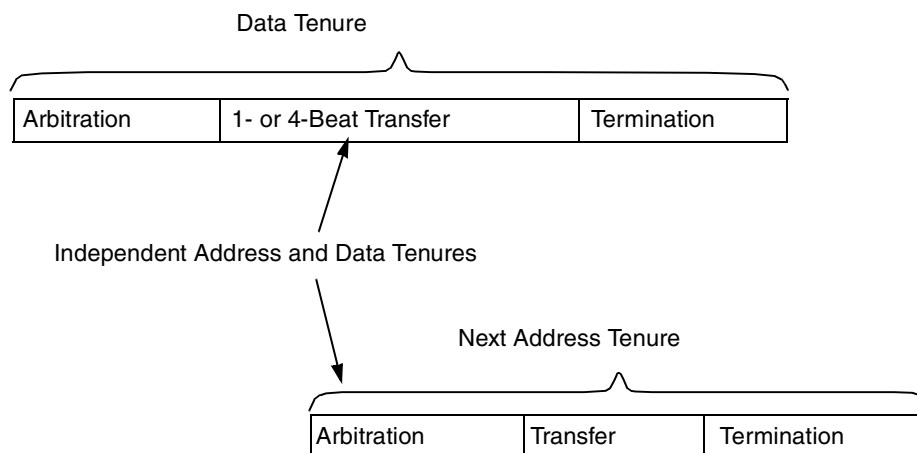 Data Tenure
Arbitration 1- or 4-Beat Transfer Termination
Independent Address and Data Tenures
Next Address Tenure
Arbitration Transfer Termination